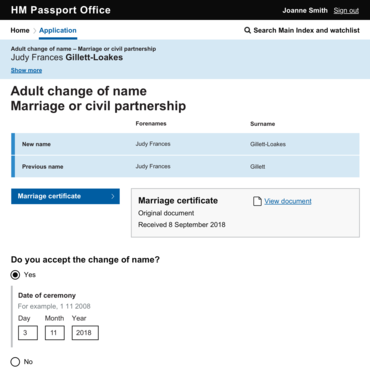 HM Passport Office
Joanne Smith Sign out
Home Application
Search Main Index and watchlist
Adult change of name – Marriage or civil partnership
Judy Frances Gillett-Loakes
Show more
Adult change of name
Marriage or civil partnership
Forenames Surname
New name Judy Frances Gillett-Loakes
Previous name Judy Frances Gillett
Marriage certificate
Marriage certificate
View document
Original document
Received 8 September 2018
Do you accept the change of name?
Yes
Date of ceremony
For example, 1 11 2008
Day Month Year
3 11 2018
No